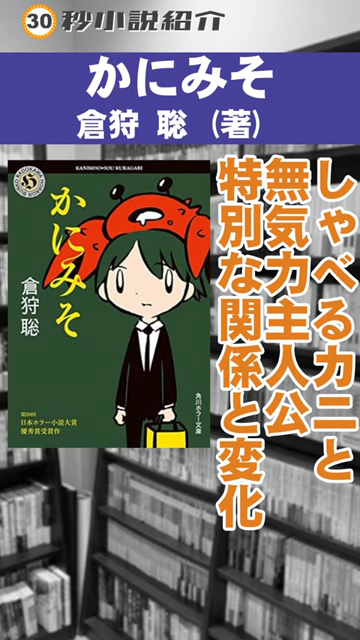 30秒小説紹介
かにみそ
倉狩 聡 (著)
しゃべるカニと
無気力主人公
特別な関係と変化
KANIMISO•SOU KURAGARI
かにみそ
倉狩 聡
第20回
日本ホラー小説大賞
優秀賞受賞作
角川ホラー文庫